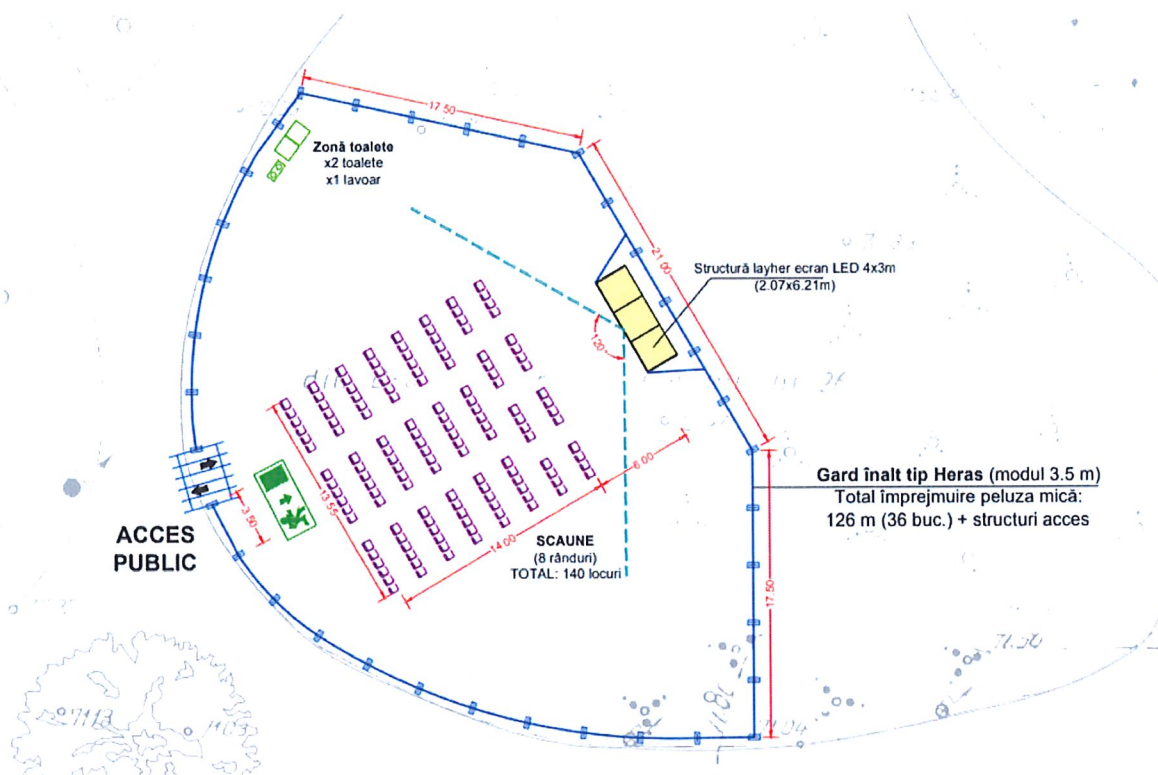 17.50
Zonă toalete
x2 toalete
x1 lavoar
21.00
Structură layher ecran LED 4x3m
(2.07x6.21m)
120
6.00
Gard înalt tip Heras (modul 3.5 m)
Total împrejmuire peluza mică:
126 m (36 buc.) + structuri acces
13.55
3.50
ACCES
PUBLIC
14.00
SCAUNE
(8 rânduri)
TOTAL: 140 locuri
17.50